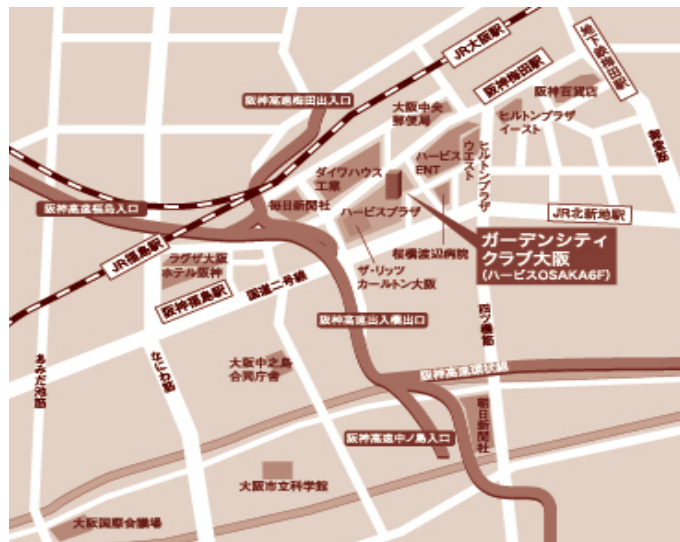 JR大阪駅
地下鉄梅田駅
阪神梅田駅
阪神百貨店
阪神高速梅田出入口
大阪中央
郵便局
ヒルトンプラザ
イースト
御堂筋
ダイワハウス
工業
ハービス
ENT
ヒルトンプラザ
ウエスト
毎日新聞社
ハービスプラザ
阪神高速福島入口
JR北新地駅
ガーデンシティ
クラブ大阪
(ハービスOSAKA6F)
桜橋渡辺病院
JR福島駅
ラグザ大阪
ホテル阪神
ザ・リッツ
カールトン大阪
阪神福島駅
国道二号線
阪神高速出入橋出口
四ツ橋筋
あみだ池筋
なにわ筋
大阪中之島
合同庁舎
阪神高速環状線
朝日新聞社
阪神高速中ノ島入口
大阪市立科学館
大阪国際会議場